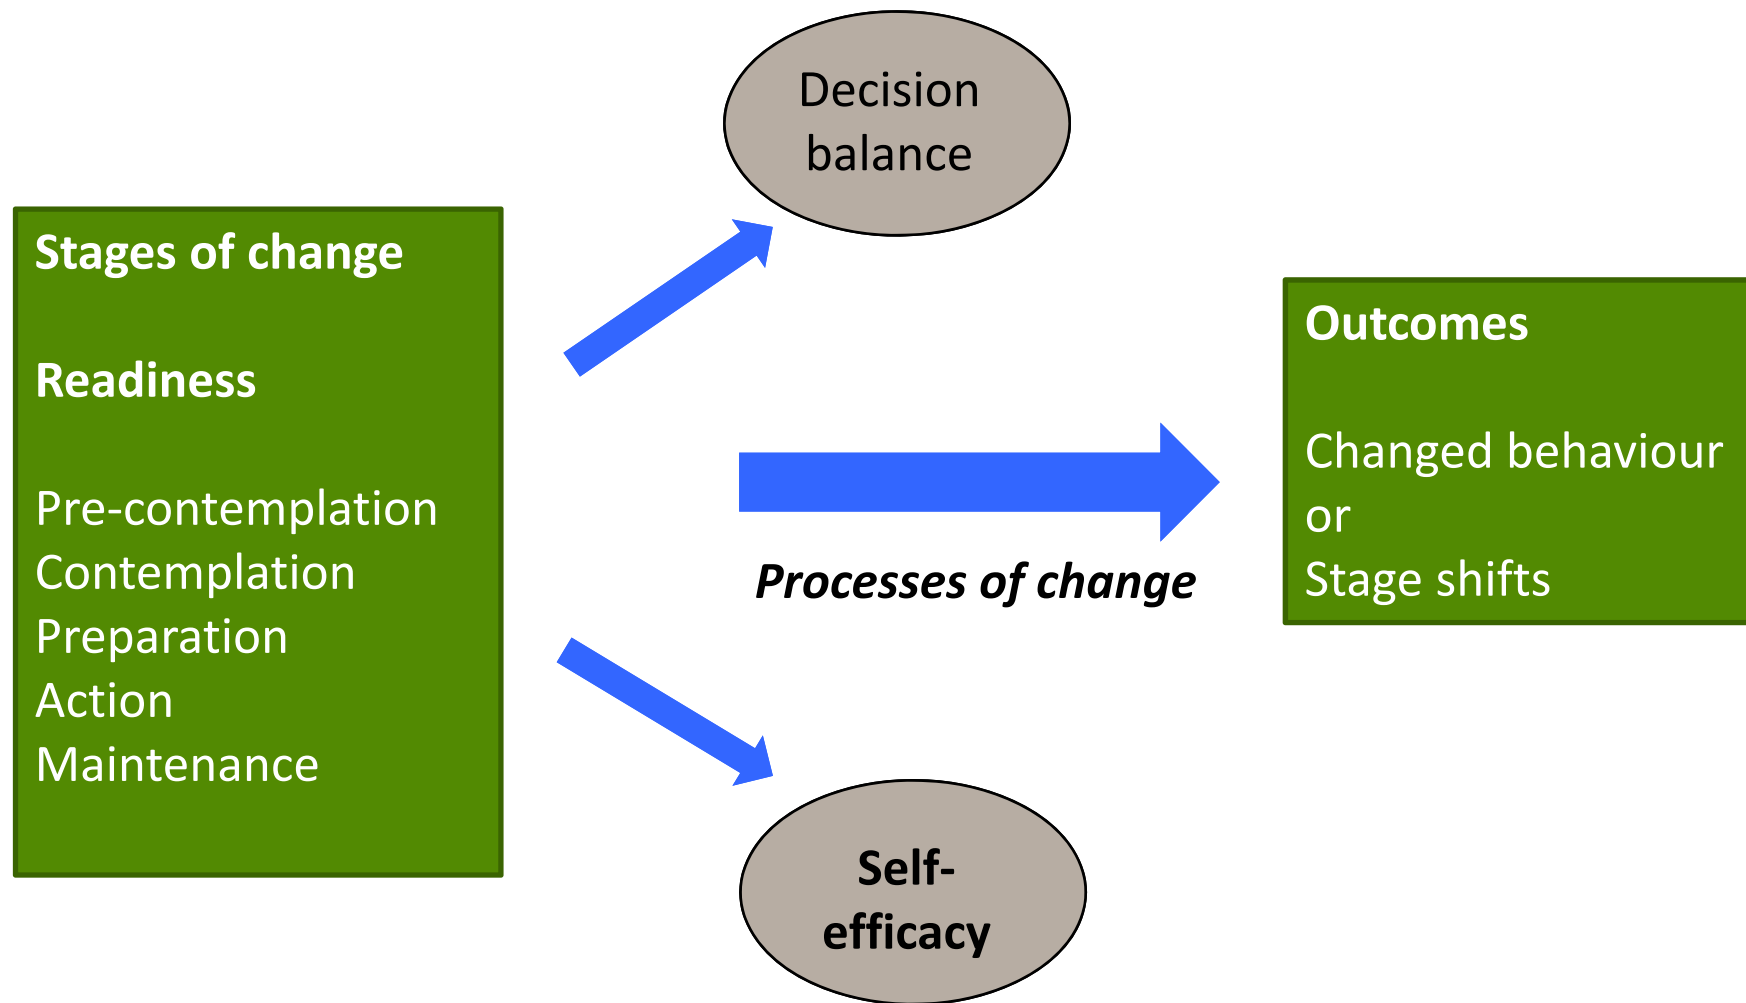 Decision
balance
Stages of change
Readiness
Pre-contemplation
Contemplation
Preparation
Action
Maintenance
Processes of change
Outcomes
Changed behaviour
or
Stage shifts
Self-
efficacy